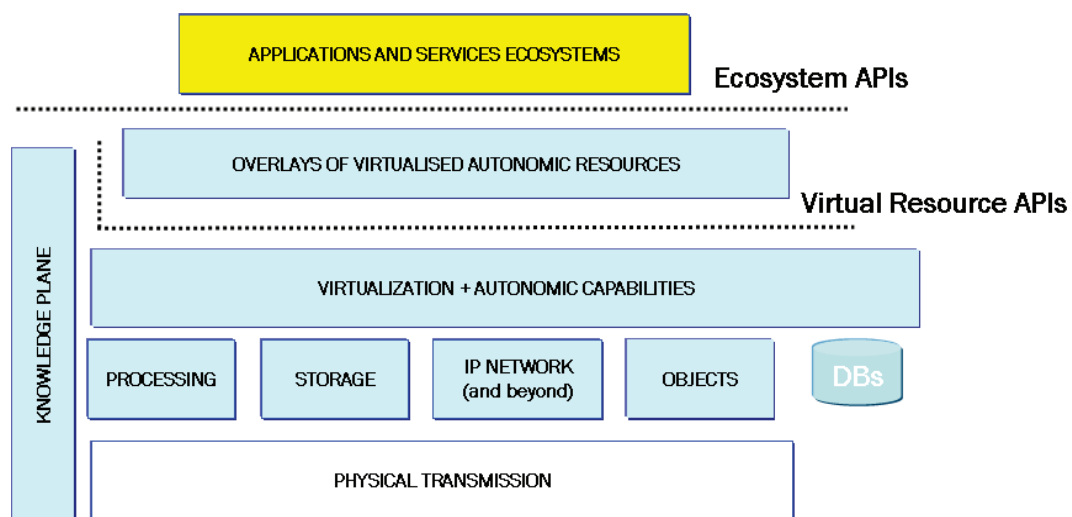 APPLICATIONS AND SERVICES ECOSYSTEMS
Ecosystem APIs
OVERLAYS OF VIRTUALISED AUTONOMIC RESOURCES
Virtual Resource APIs
KNOWLEDGE PLANE
VIRTUALIZATION + AUTONOMIC CAPABILITIES
PROCESSING
STORAGE
IP NETWORK
(and beyond)
OBJECTS
DBs
PHYSICAL TRANSMISSION